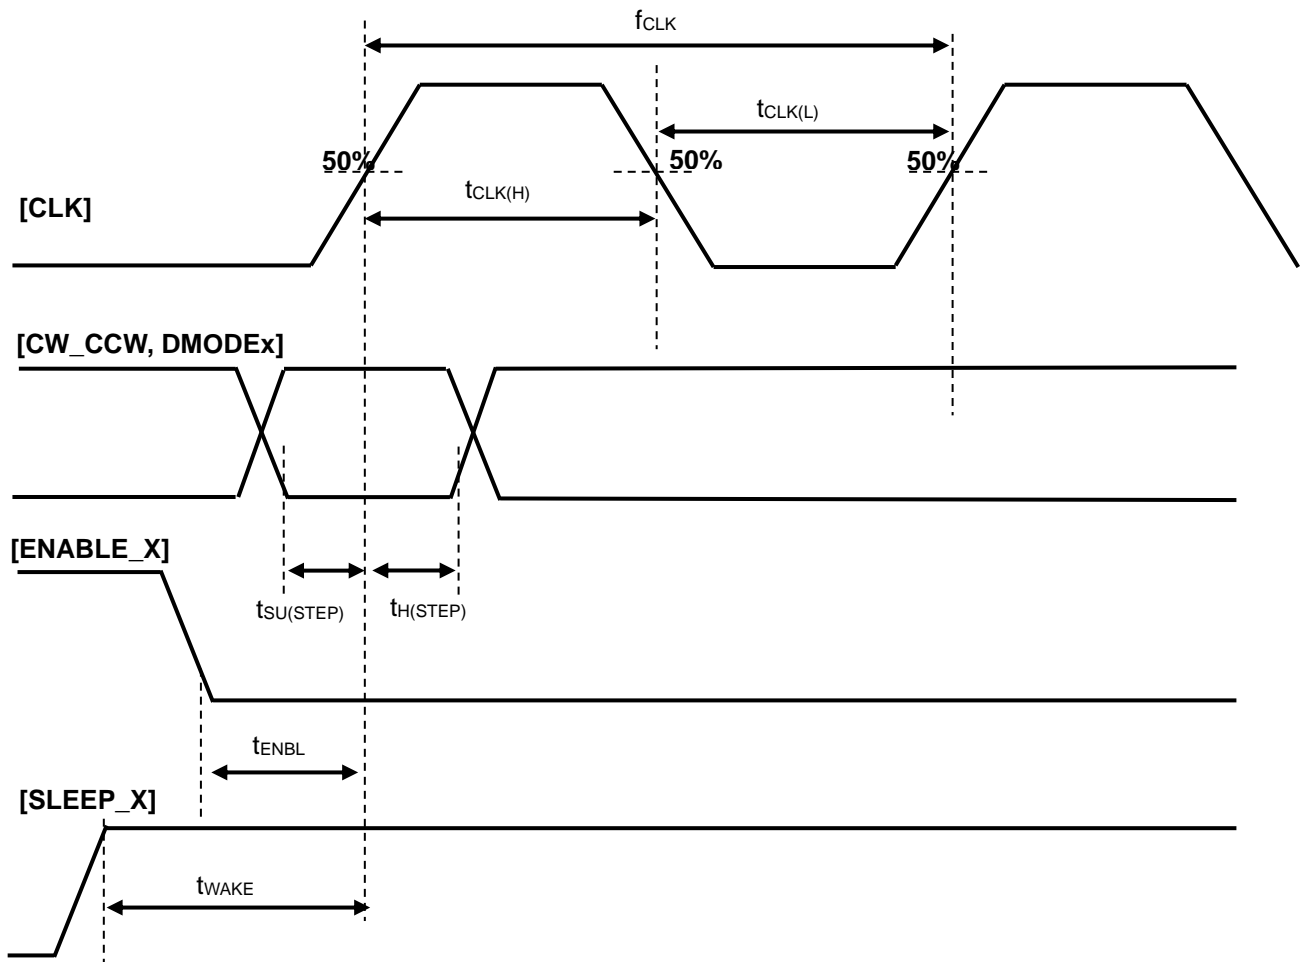 fCLK
tCLK(L)
50% 50% 50%
tCLK(H)
[CLK]
[CW_CCW, DMODEx]
[ENABLE_X]
tSU(STEP) tH(STEP)
tENBL
[SLEEP_X]
tWAKE